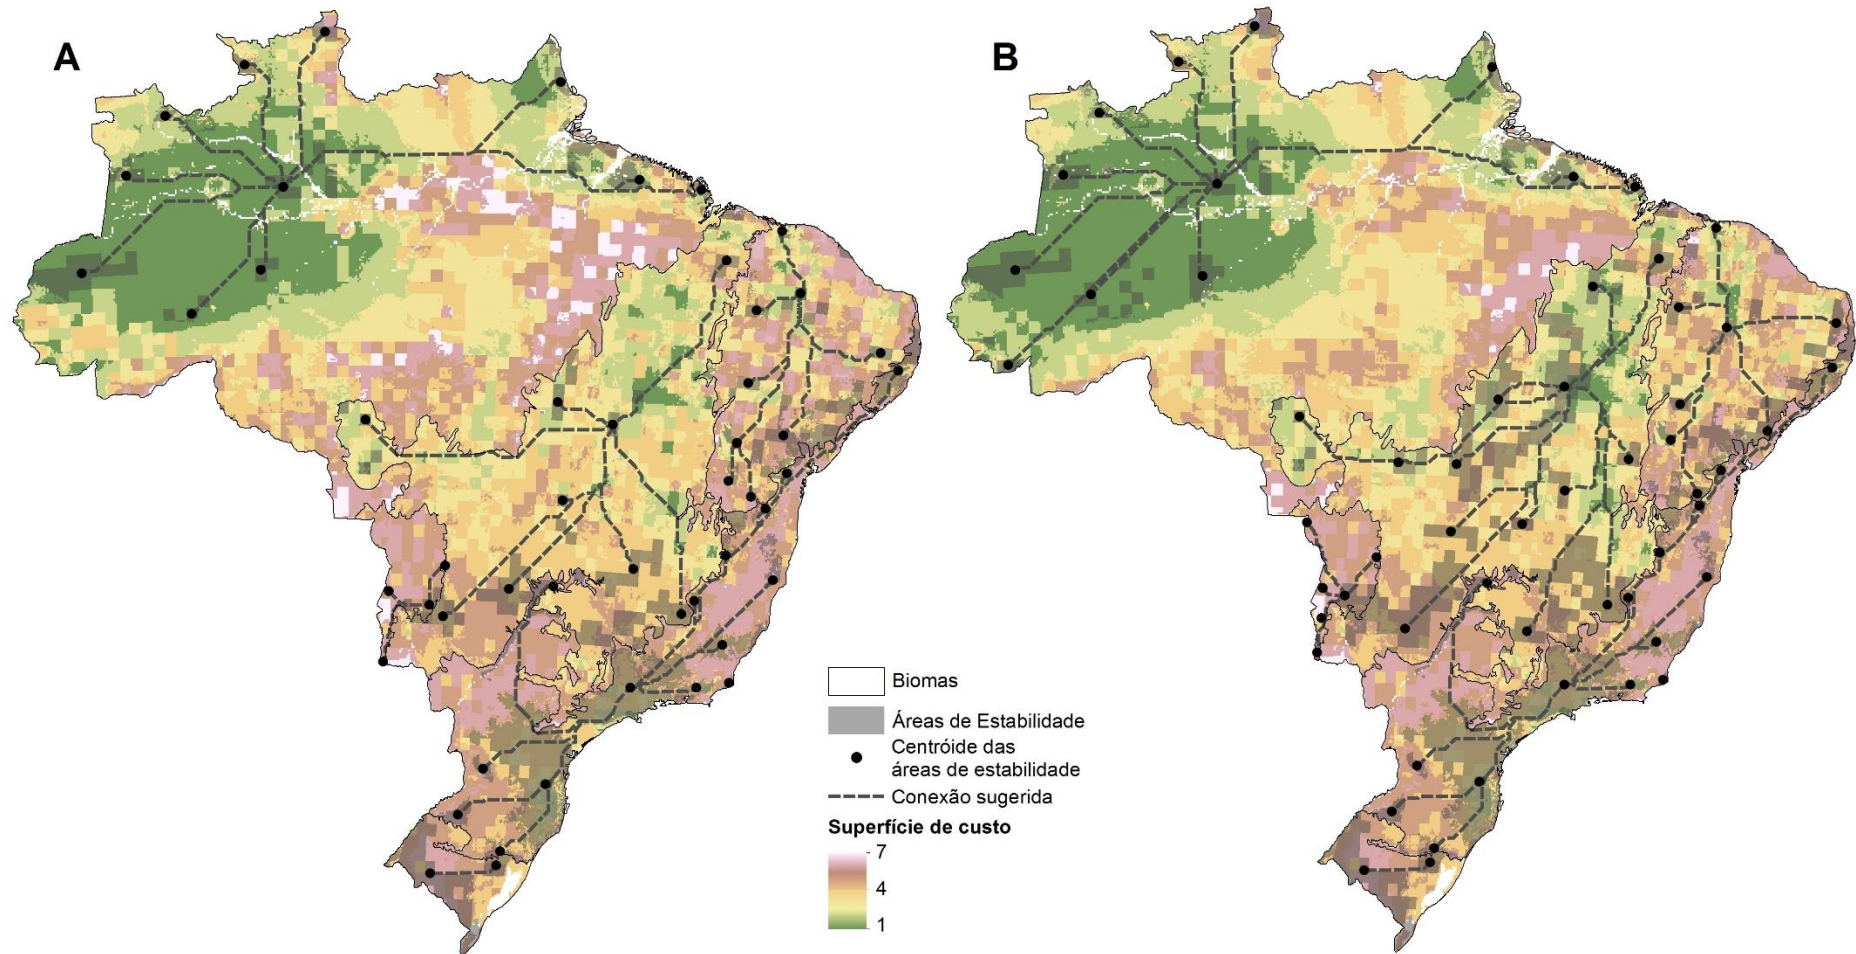 A
B
Biomas
Áreas de Estabilidade
Centróide das
áreas de estabilidade
Conexão sugerida
Superfície de custo
7
4
1